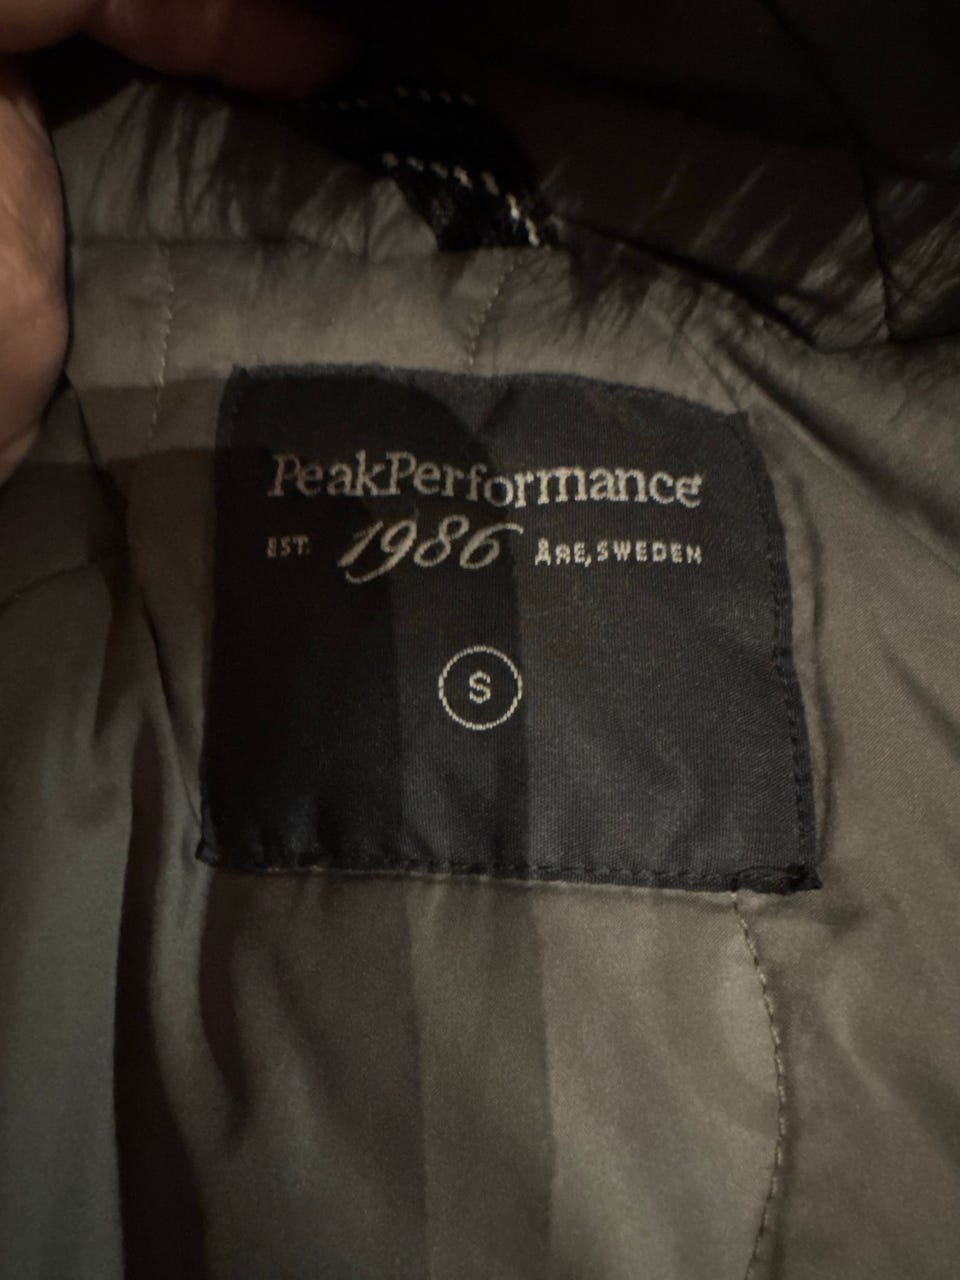 PeakPerformance
EST. 1986 ÅRE, SWEDEN
S